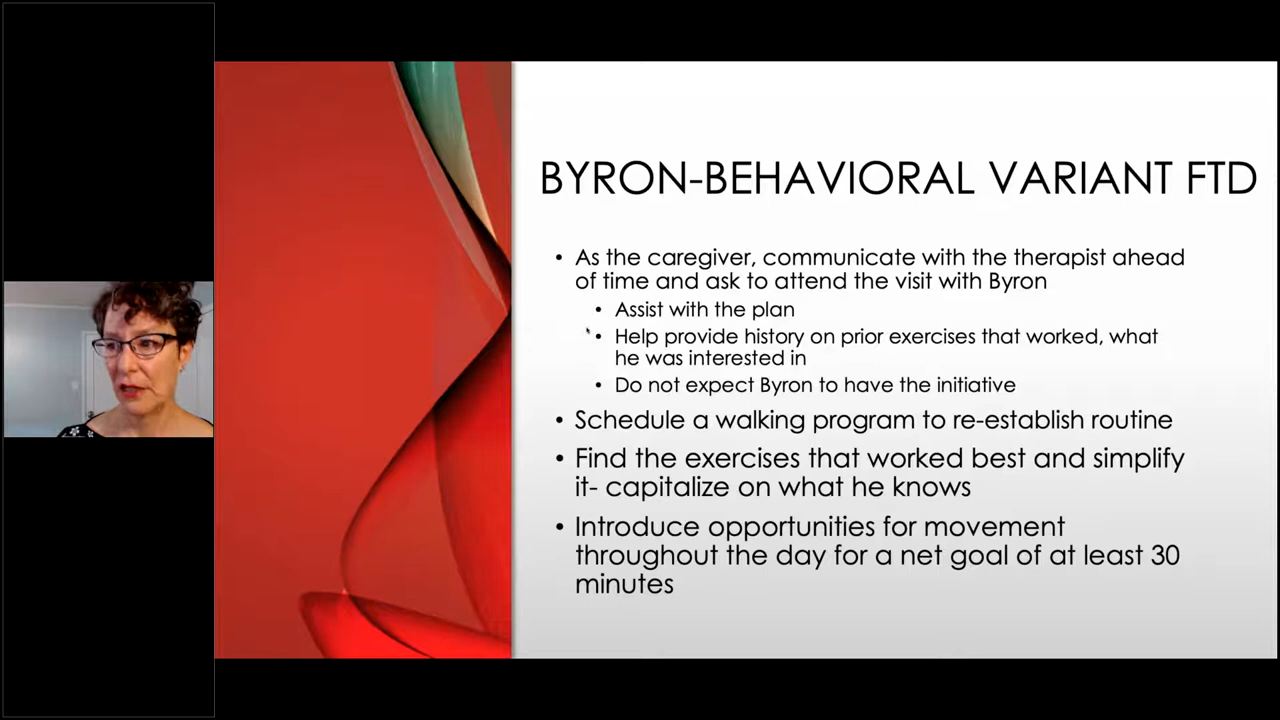 BYRON-BEHAVIORAL VARIANT FTD
• As the caregiver, communicate with the therapist ahead
of time and ask to attend the visit with Byron
• Assist with the plan
• Help provide history on prior exercises that worked, what
he was interested in
• Do not expect Byron to have the initiative
• Schedule a walking program to re-establish routine
• Find the exercises that worked best and simplify
it- capitalize on what he knows
• Introduce opportunities for movement
throughout the day for a net goal of at least 30
minutes